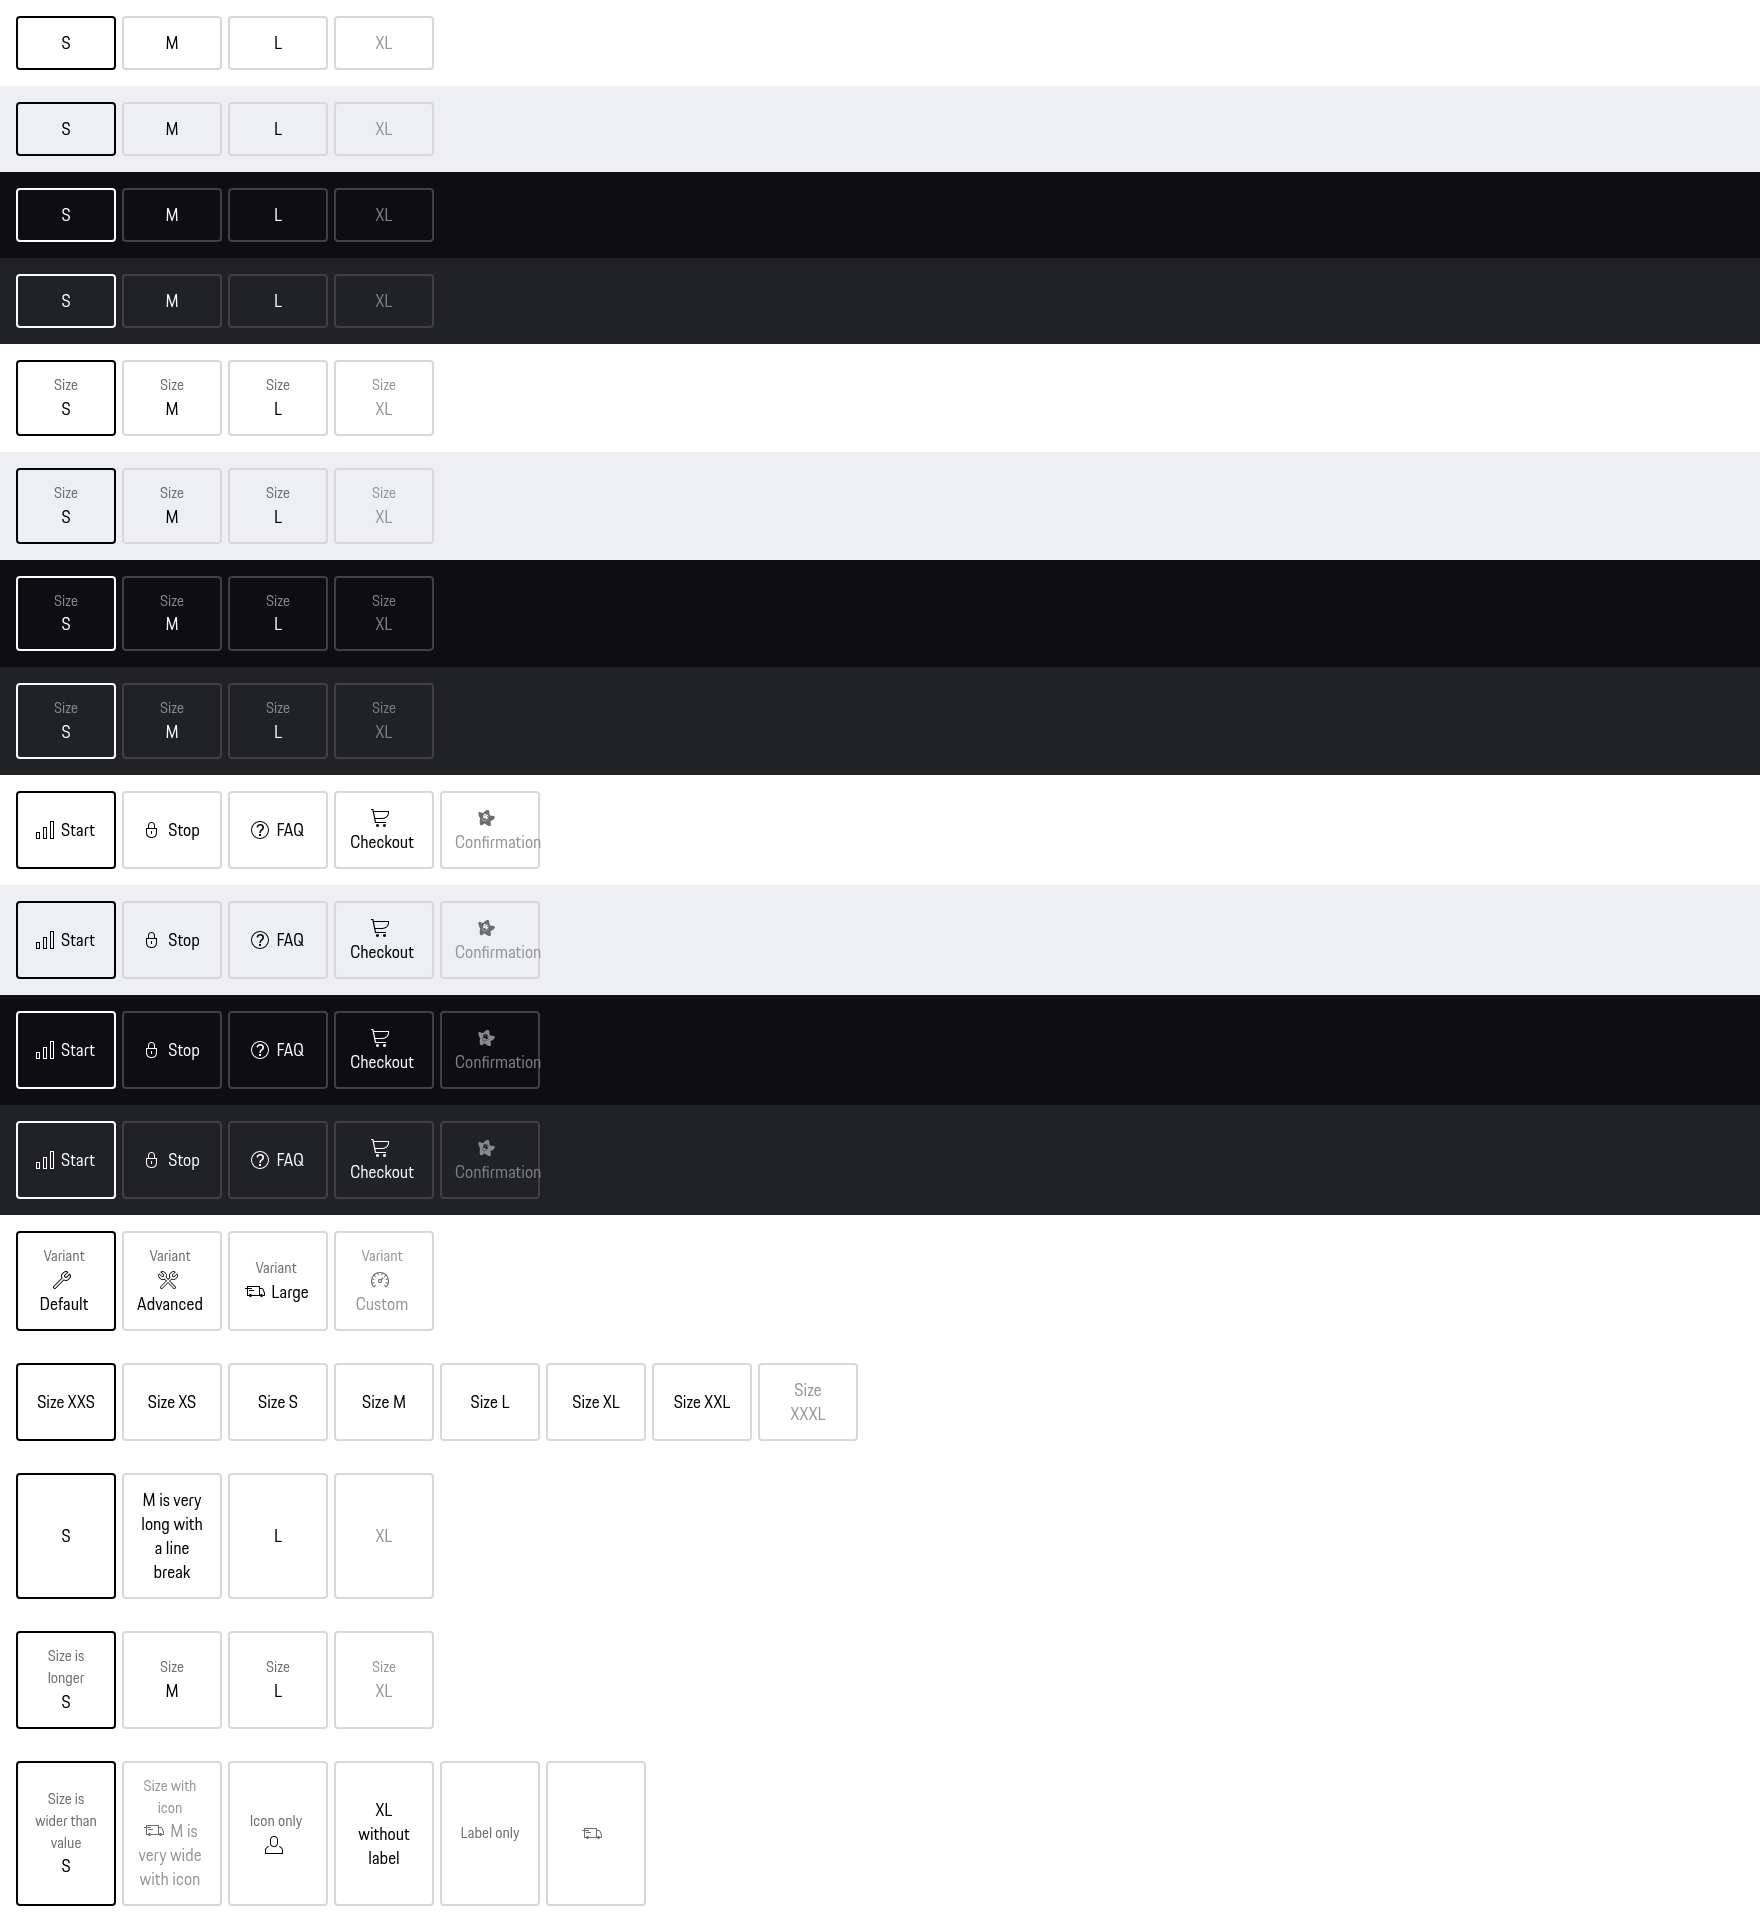 S M L XL
S M L XL
S M L XL
S M L XL
Size Size Size Size
S M L XL
Size Size Size Size
S M L XL
Size Size Size Size
S M L XL
Size Size Size Size
S M L XL
Start Stop FAQ Checkout Confirmation
Start Stop FAQ Checkout Confirmation
Start Stop FAQ Checkout Confirmation
Start Stop FAQ Checkout Confirmation
Variant
Default
Variant
Advanced
Variant
Large
Variant
Custom
Size XXS
Size XS
Size S
Size M
Size L
Size XL
Size XXL
Size
XXXL
S
M is very
long with
a line
break
L
XL
Size is
longer
S
Size
M
Size
L
Size
XL
Size is
wider than
value
S
Size with
icon
M is
very wide
with icon
Icon only
XL
without
label
Label only